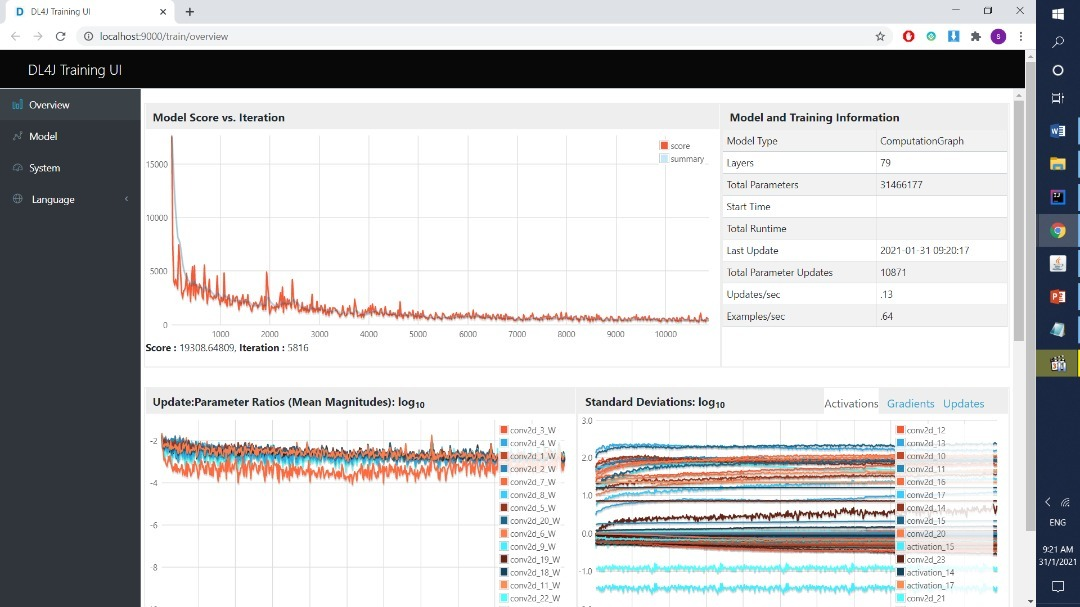 DL4J Training UI
localhost:9000/train/overview
DL4J Training UI
Overview
Model
System
Language
Model Score vs. Iteration
score
summary
15000
10000
5000
0
1000 2000 3000 4000 5000 6000 7000 8000 9000 10000
Score : 19308.64809, Iteration : 5816
Model and Training Information
Model Type ComputationGraph
Layers 79
Total Parameters 31466177
Start Time
Total Runtime
Last Update 2021-01-31 09:20:17
Total Parameter Updates 10871
Updates/sec .13
Examples/sec .64
Update:Parameter Ratios (Mean Magnitudes): log10
-2
-4
-6
-8
conv2d_3_W
conv2d_4_W
conv2d_1_W
conv2d_2_W
conv2d_7_W
conv2d_8_W
conv2d_5_W
conv2d_20_W
conv2d_6_W
conv2d_9_W
conv2d_19_W
conv2d_18_W
conv2d_11_W
conv2d_22_W
Standard Deviations: log10
Activations Gradients Updates
3.0
2.0
1.0
0.0
-1.0
conv2d_12
conv2d_13
conv2d_10
conv2d_11
conv2d_16
conv2d_17
conv2d_14
conv2d_15
conv2d_20
activation_15
conv2d_23
activation_14
activation_17
conv2d_21
ENG
9:21 AM
31/1/2021